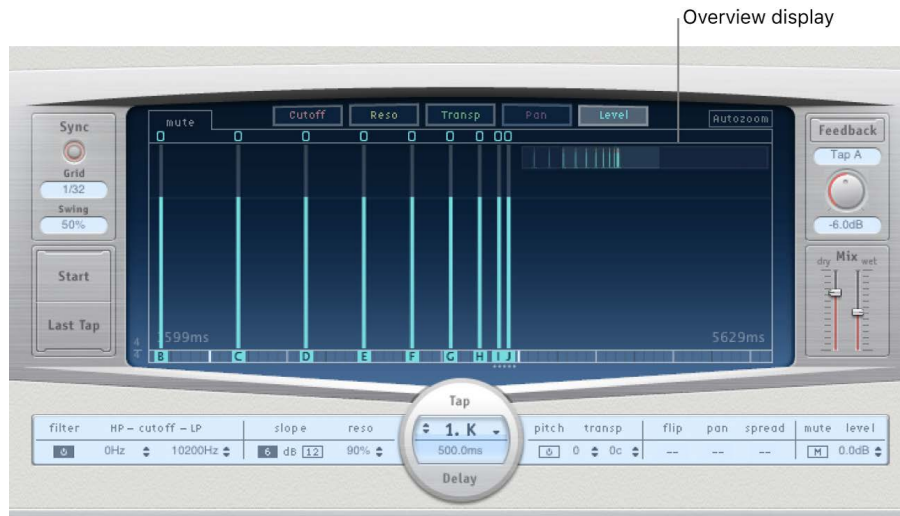 Overview display
mute
Cutoff
Reso
Transp
Pan
Level
Autozoom
Sync
Grid
1/32
Swing
50%
Start
Last Tap
Feedback
Tap A
-6.0dB
dry Mix wet
599ms
5629ms
4
4
B C D E F G H I J
Tap
1. K
500.0ms
Delay
filter HP – cutoff – LP slope reso
0Hz 10200Hz 6 dB 12 90%
pitch transp flip pan spread mute level
0 0c -- -- -- M 0.0dB